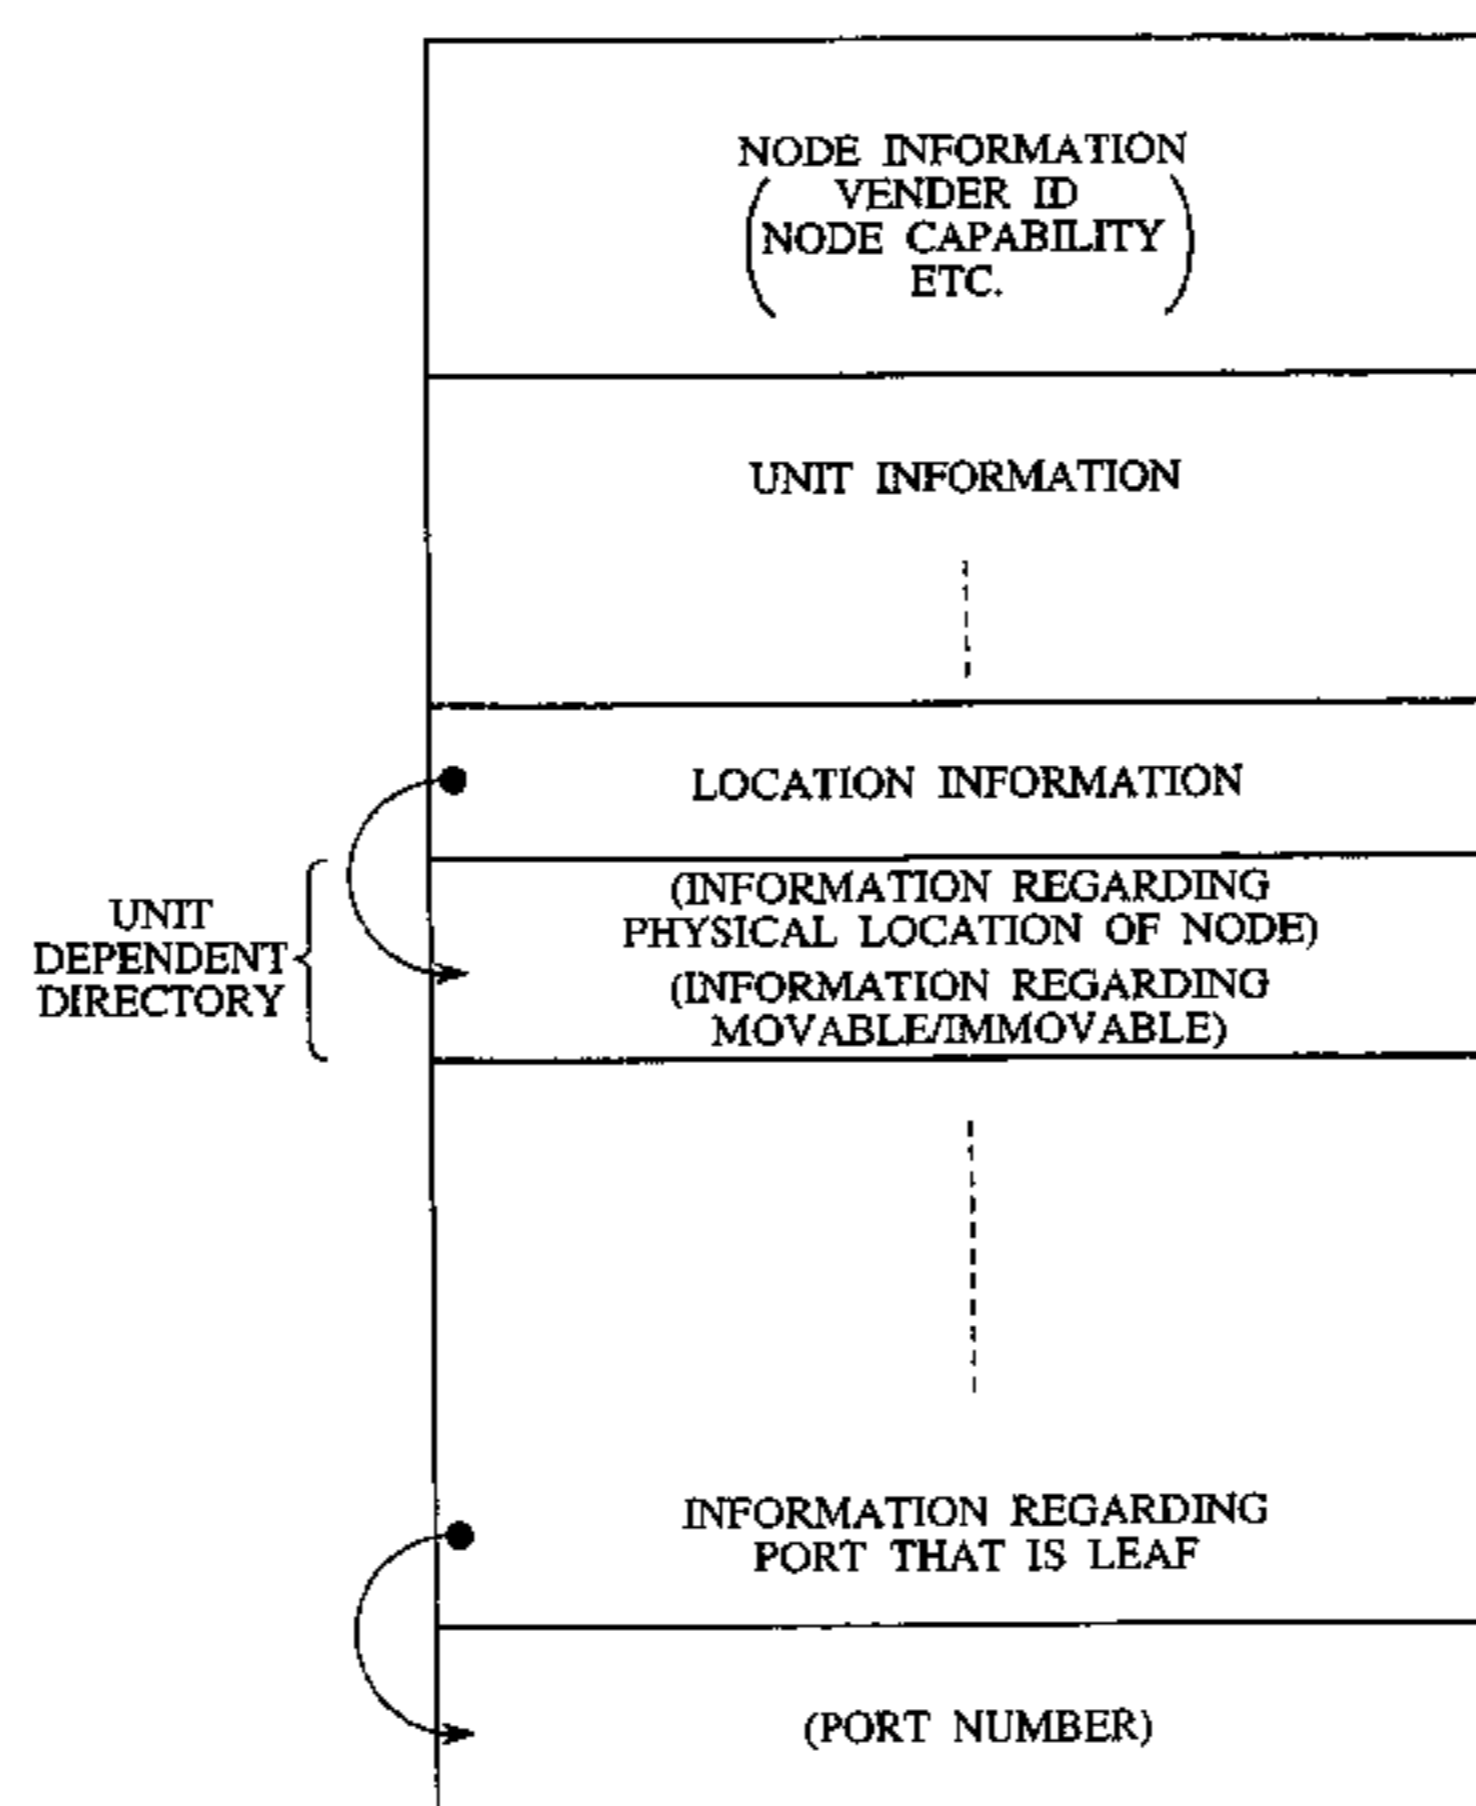 NODE INFORMATION
VENDER ID
NODE CAPABILITY
ETC.
UNIT INFORMATION
LOCATION INFORMATION
(INFORMATION REGARDING
PHYSICAL LOCATION OF NODE)
(INFORMATION REGARDING
MOVABLE/IMMOVABLE)
UNIT
DEPENDENT
DIRECTORY
INFORMATION REGARDING
PORT THAT IS LEAF
(PORT NUMBER)